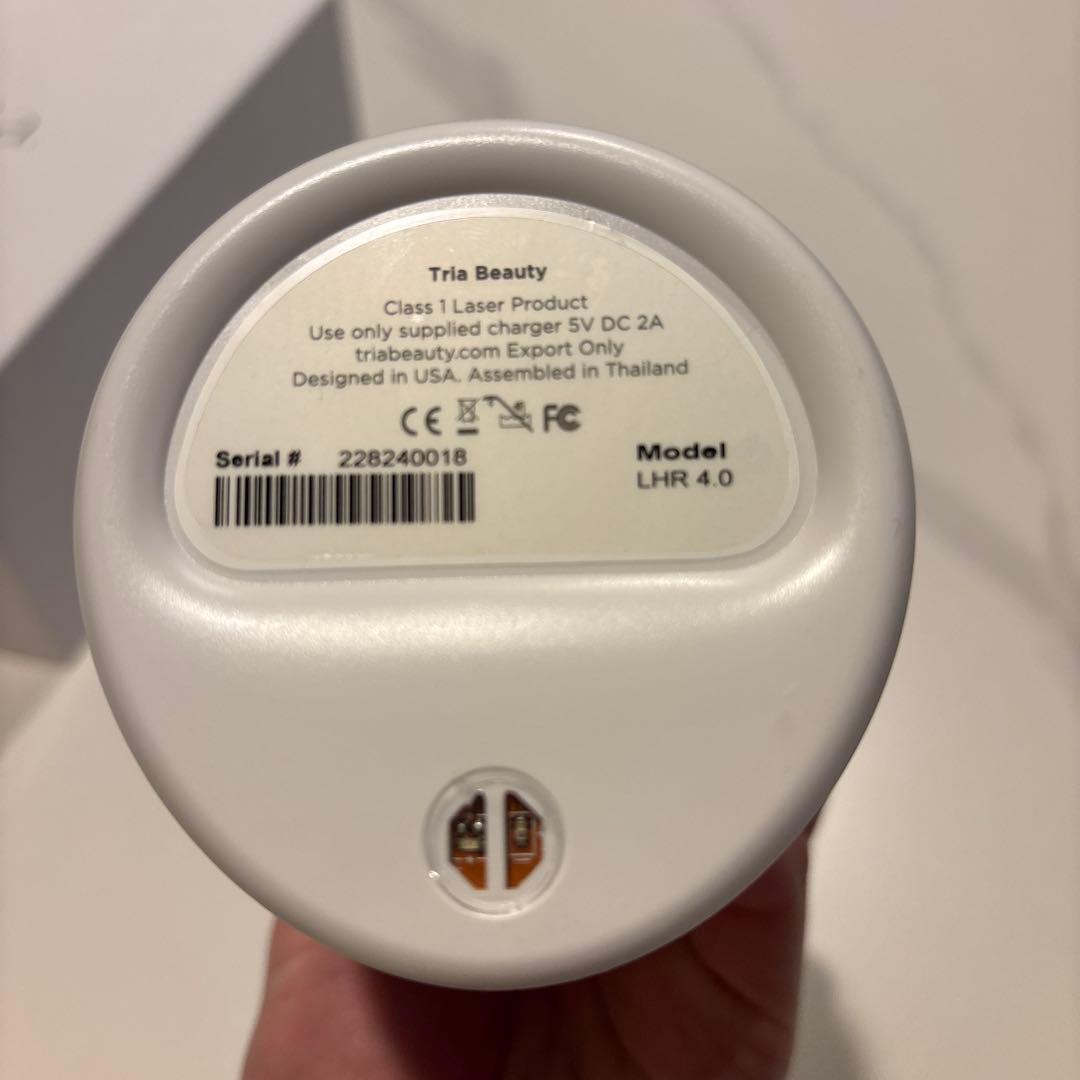 Tria Beauty
Class 1 Laser Product
Use only supplied charger 5V DC 2A
triabeauty.com Export Only
Designed in USA. Assembled in Thailand
CE FC
Serial # 228240018
Model
LHR 4.0